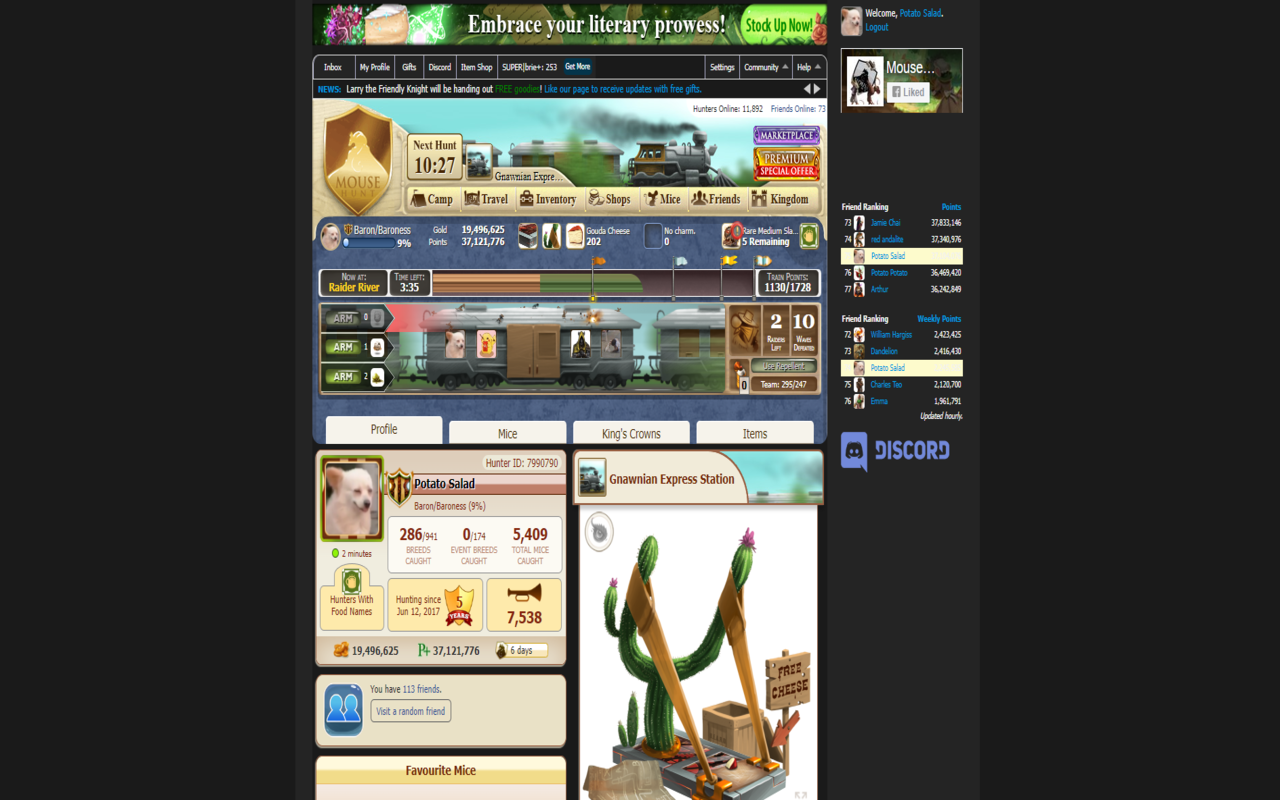 Embrace your literary prowess!
Stock Up Now!
Welcome, Potato Salad.
Logout
Inbox
My Profile
Gifts
Discord
Item Shop
SUPER|brie+: 253
Get More
Settings
Community
Help
NEWS: Larry the Friendly Knight will be handing out FREE goodies! Like our page to receive updates with free gifts.
Mouse...
Liked
Hunters Online: 11,892 Friends Online: 73
MOUSE
HUNT
Next Hunt
10:27
Gnawnian Expre...
MARKETPLACE
PREMIUM
SPECIAL OFFER
Camp
Travel
Inventory
Shops
Mice
Friends
Kingdom
Baron/Baroness
9%
Gold 19,496,625
Points 37,121,776
Gouda Cheese
202
No charm.
0
Rare Medium Sla...
5 Remaining
Now at:
Raider River
Time left:
3:35
Train Points:
1130/1728
ARM 0
ARM 1
ARM 2
2
Raiders
Left
10
Waves
Defeated
0
Use Repellent
Team: 295/247
Profile
Mice
King's Crowns
Items
Friend Ranking Points
73 Jamie Chai 37,833,146
74 red andalite 37,340,976
Potato Salad
76 Potato Potato 36,469,420
77 Arthur 36,242,849
Friend Ranking Weekly Points
72 William Hargiss 2,423,425
73 Dandelion 2,416,430
Potato Salad
75 Charles Teo 2,120,700
76 Emma 1,961,791
Updated hourly.
DISCORD
Hunter ID: 7990790
Potato Salad
Baron/Baroness (9%)
286/941
BREEDS
CAUGHT
0/174
EVENT BREEDS
CAUGHT
5,409
TOTAL MICE
CAUGHT
2 minutes
Hunters With
Food Names
Hunting since
Jun 12, 2017
5
YEARS
7,538
19,496,625
37,121,776
6 days
You have 113 friends.
Visit a random friend
Favourite Mice
Gnawnian Express Station
FREE
CHEESE